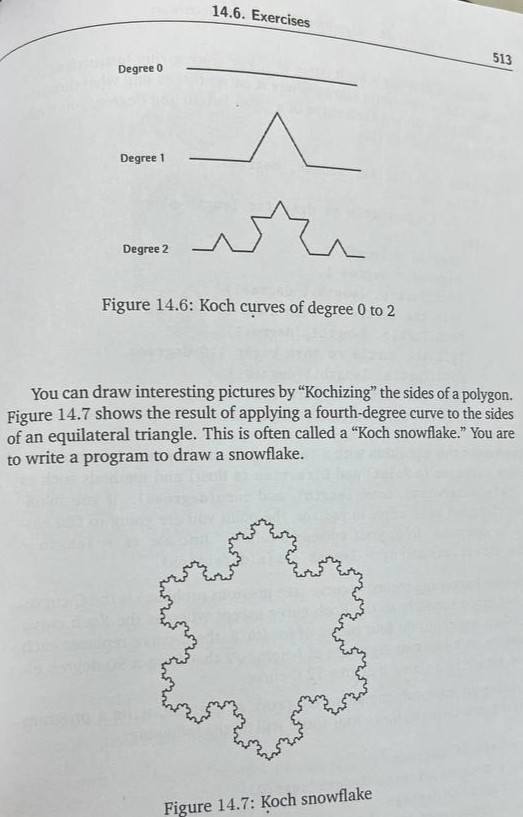 14.6. Exercises
513
Degree 0
Degree 1
Degree 2
Figure 14.6: Koch curves of degree 0 to 2
You can draw interesting pictures by “Kochizing” the sides of a polygon.
Figure 14.7 shows the result of applying a fourth-degree curve to the sides
of an equilateral triangle. This is often called a “Koch snowflake.” You are
to write a program to draw a snowflake.
Figure 14.7: Koch snowflake